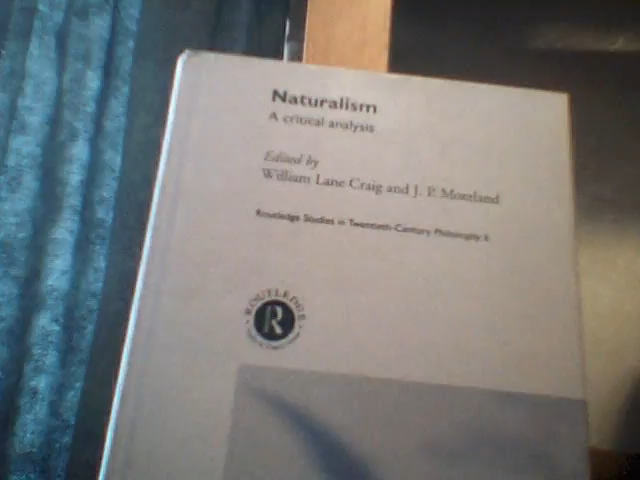 Naturalism
A critical analysis
Edited by
William Lane Craig and J. P. Moreland
Routledge Studies in Twentieth-Century Philosophy
ROUTLEDGE
R